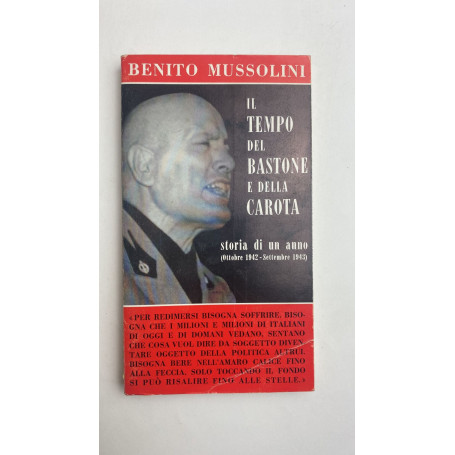 BENITO MUSSOLINI
IL
TEMPO
DEL
BASTONE
E DELLA
CAROTA
storia di un anno
(Ottobre 1942 - Settembre 1943)
«PER REDIMERSI BISOGNA SOFFRIRE, BISO-
GNA CHE I MILIONI E MILIONI DI ITALIANI
DI OGGI E DI DOMANI VEDANO, SENTANO
CHE COSA VUOL DIRE DA SOGGETTO DIVEN-
TARE OGGETTO DELLA POLITICA ALTRUI.
BISOGNA BERE NELL'AMARO CALICE FINO
ALLA FECCIA. SOLO TOCCANDO IL FONDO
SI PUÒ RISALIRE FINO ALLE STELLE.»